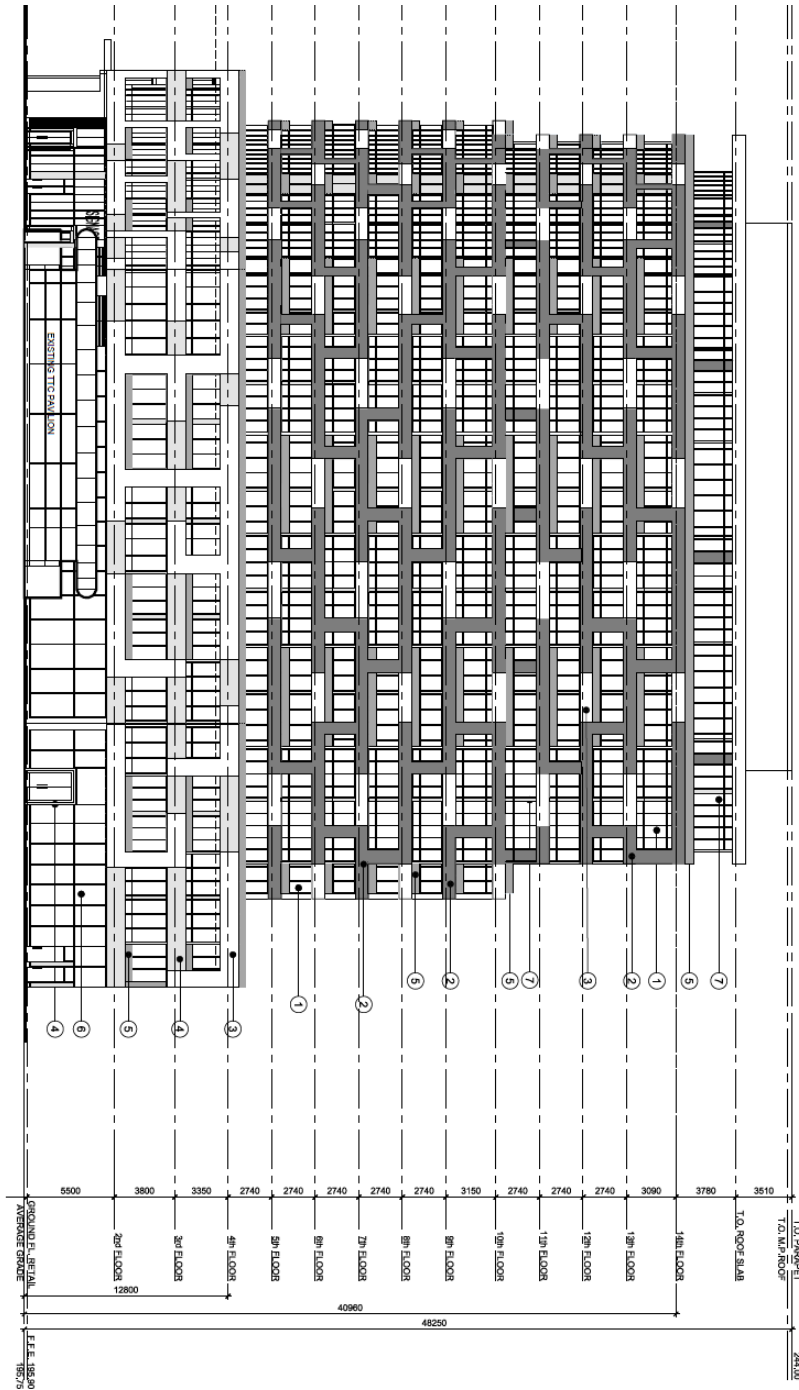 EXISTING TTC PAVILION
5
2
5
7
3
2
1
5
7
1
2
4
6
5
4
3
5500
3800
3350
2740
2740
2740
2740
2740
3150
2740
2740
2740
3090
3780
3510
GROUND FL. RETAIL
AVERAGE GRADE
2nd FLOOR
3rd FLOOR
4th FLOOR
5th FLOOR
6th FLOOR
7th FLOOR
8th FLOOR
9th FLOOR
10th FLOOR
11th FLOOR
12th FLOOR
13th FLOOR
14th FLOOR
T.O. ROOF SLAB
T.O. M.P.ROOF
T.O. PARAPET
12800
40960
48250
F.F.E. 195.90
195.75
244.00